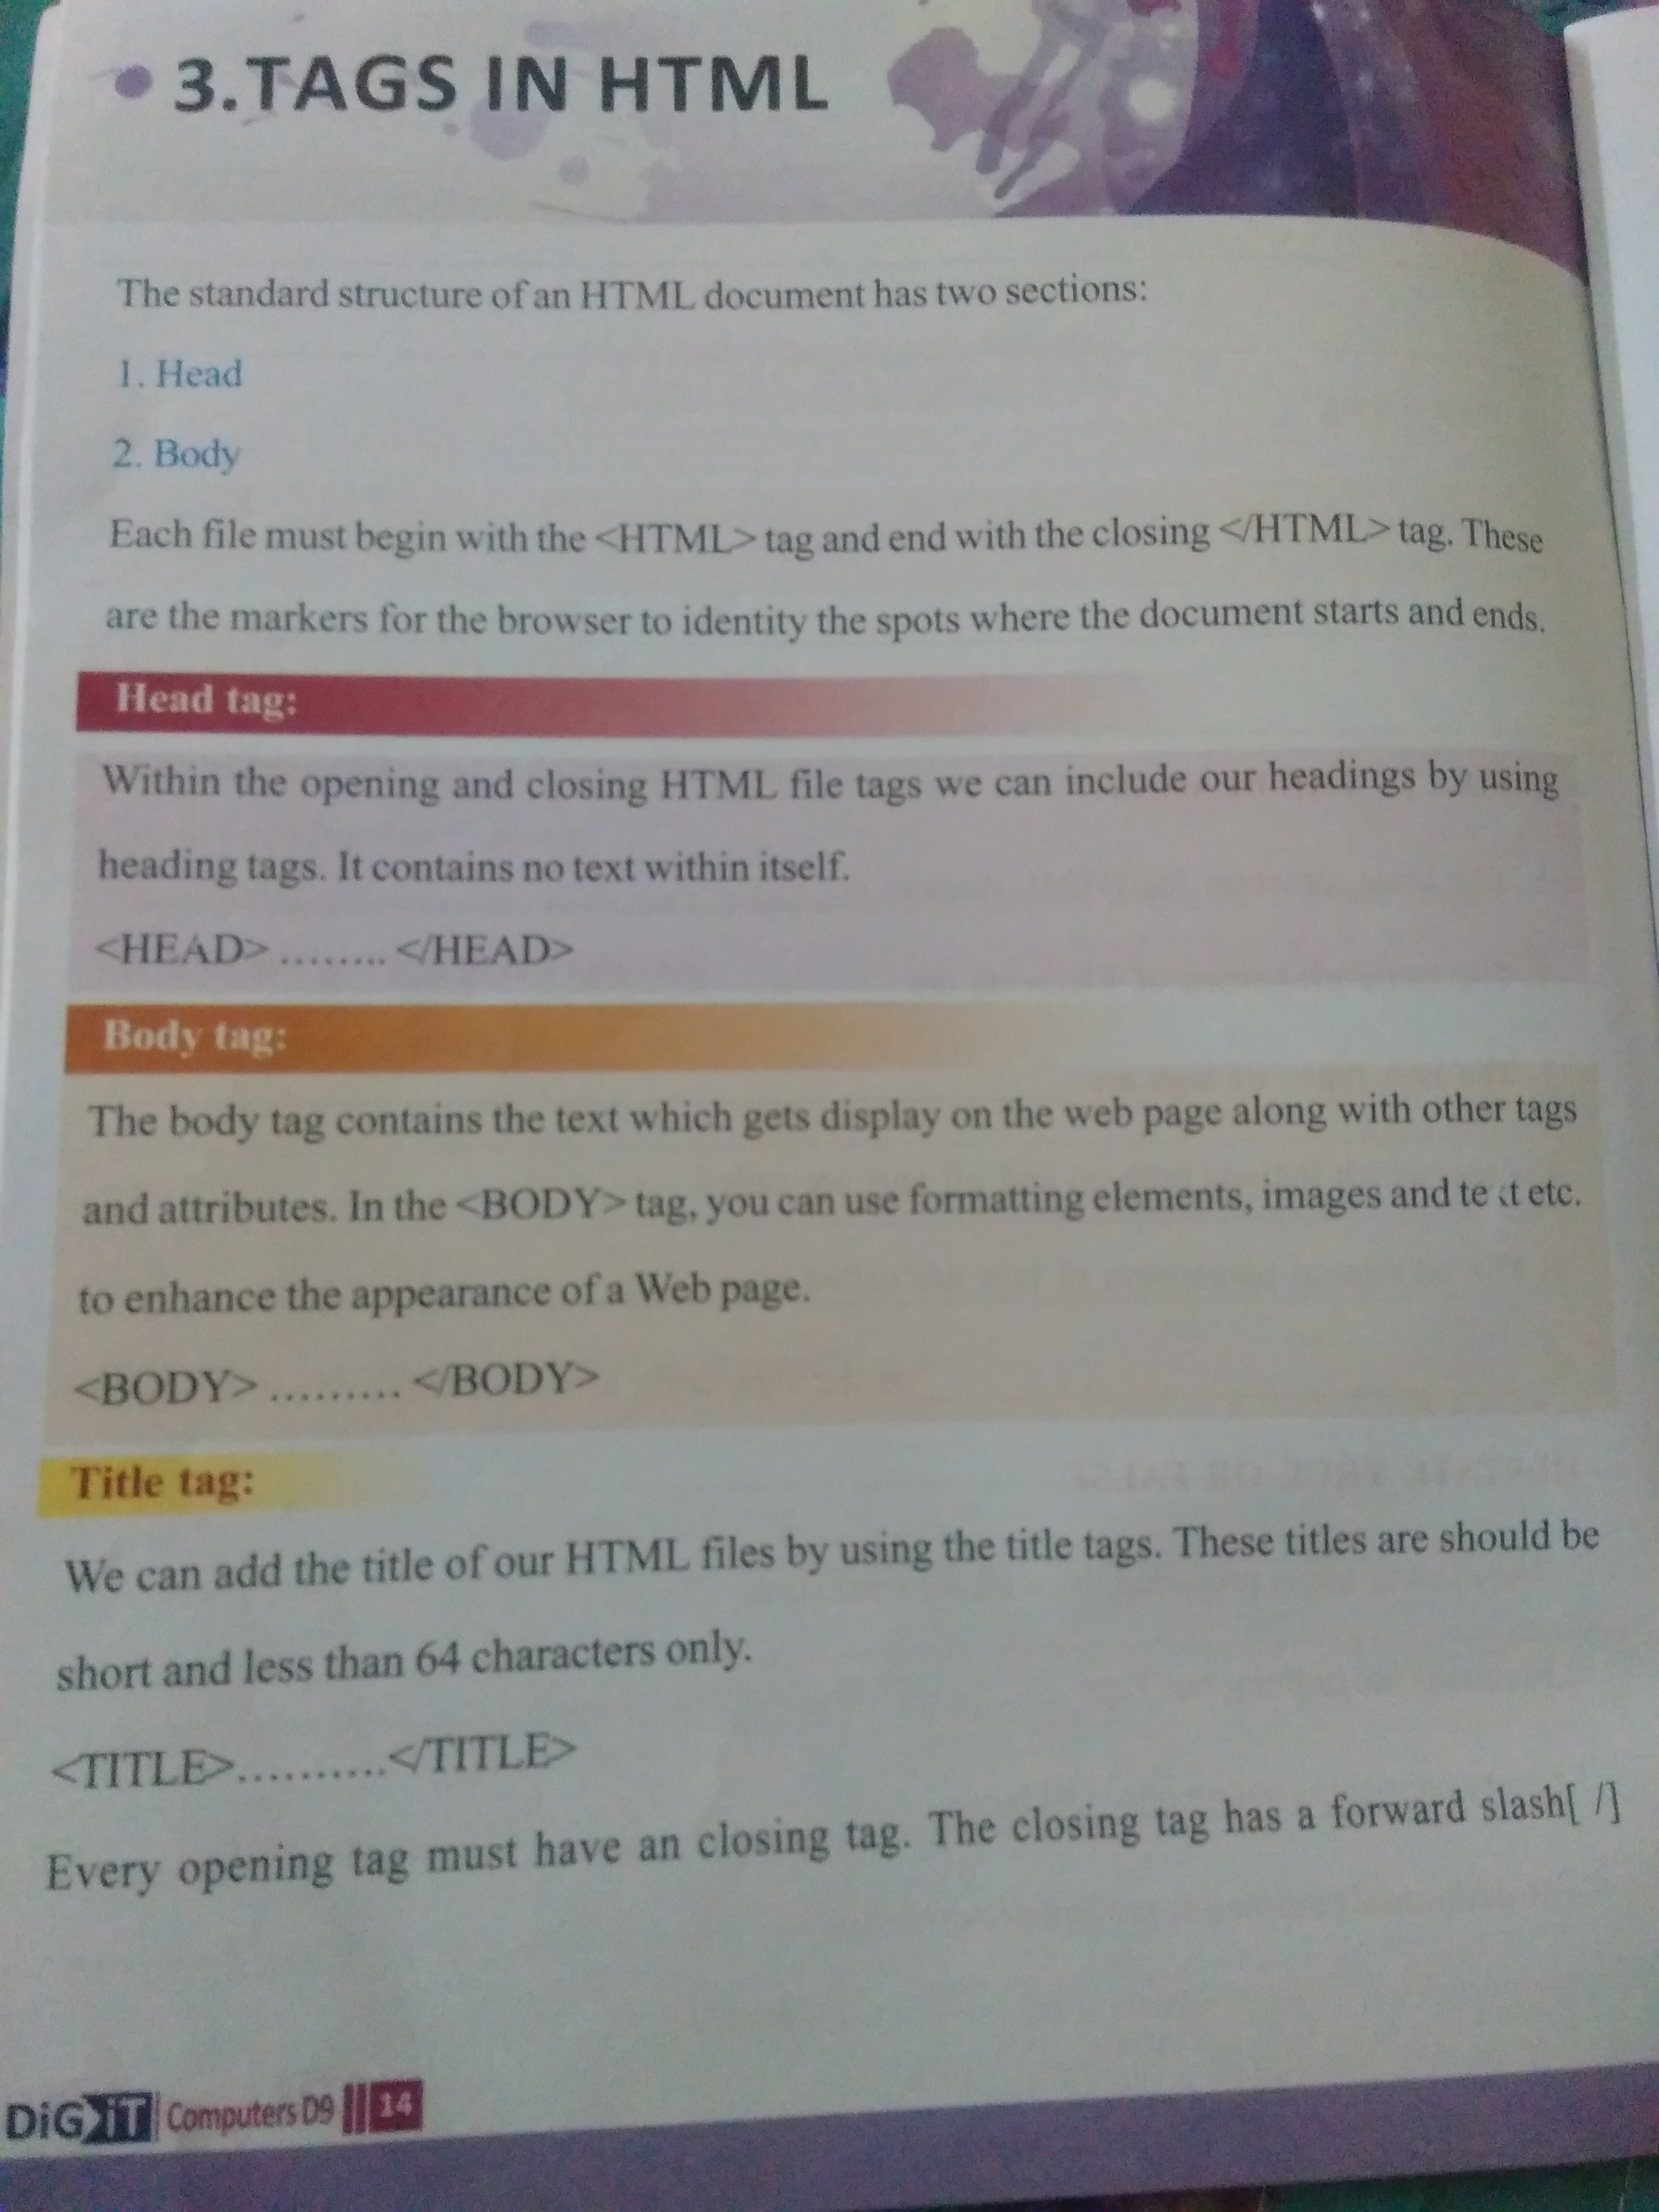 3.TAGS IN HTML
The standard structure of an HTML document has two sections:
1. Head
2. Body
Each file must begin with the <HTML> tag and end with the closing </HTML> tag. These
are the markers for the browser to identity the spots where the document starts and ends.
Head tag:
Within the opening and closing HTML file tags we can include our headings by using
heading tags. It contains no text within itself.
<HEAD> ........ </HEAD>
Body tag:
The body tag contains the text which gets display on the web page along with other tags
and attributes. In the <BODY> tag, you can use formatting elements, images and text etc.
to enhance the appearance of a Web page.
<BODY> .......... </BODY>
Title tag:
We can add the title of our HTML files by using the title tags. These titles are should be
short and less than 64 characters only.
<TITLE>...........</TITLE>
Every opening tag must have an closing tag. The closing tag has a forward slash[ /]
DiGiT Computers D9 14